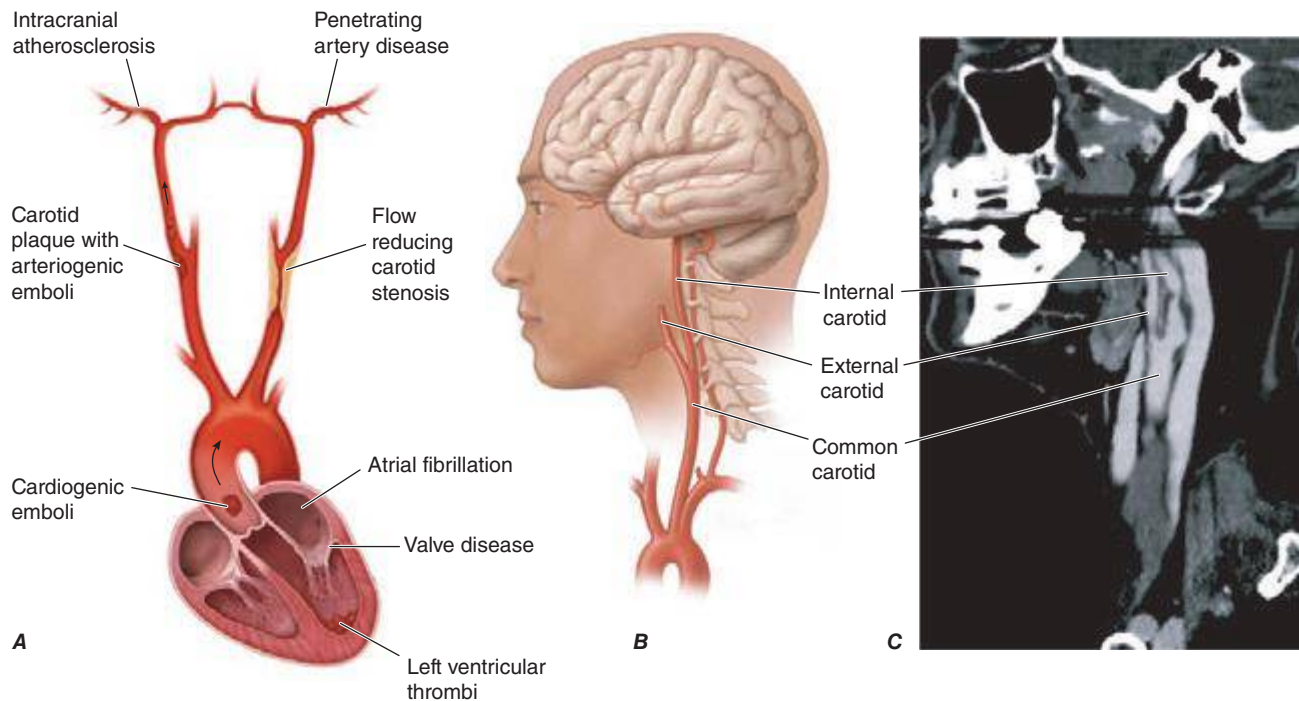 Intracranial
atherosclerosis
Penetrating
artery disease
Carotid
plaque with
arteriogenic
emboli
Flow
reducing
carotid
stenosis
Cardiogenic
emboli
Atrial fibrillation
Valve disease
Left ventricular
thrombi
A
Internal
carotid
External
carotid
Common
carotid
B
C